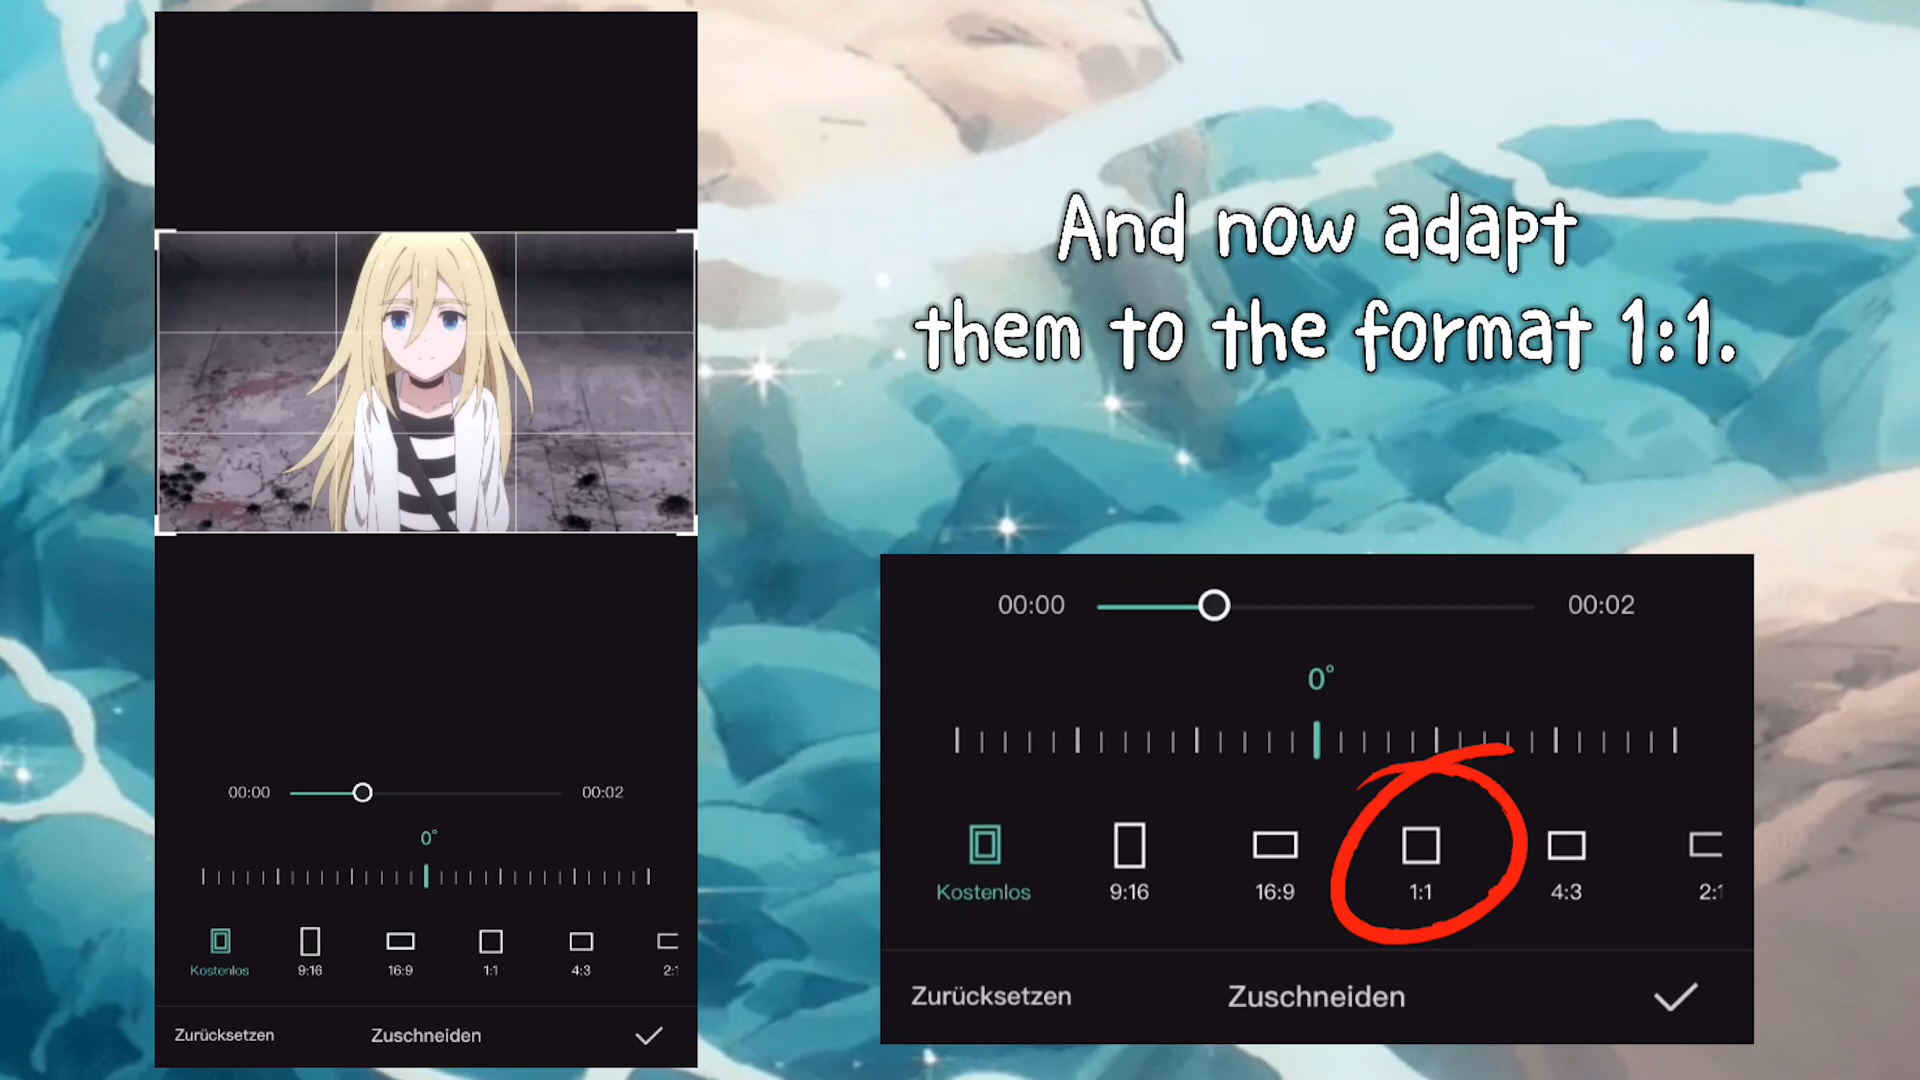 And now adapt
them to the format 1:1.
00:00 00:02
0°
Kostenlos 9:16 16:9 1:1 4:3 2:1
Zurücksetzen Zuschneiden
00:00 00:02
0°
Kostenlos 9:16 16:9 1:1 4:3 2:1
Zurücksetzen Zuschneiden